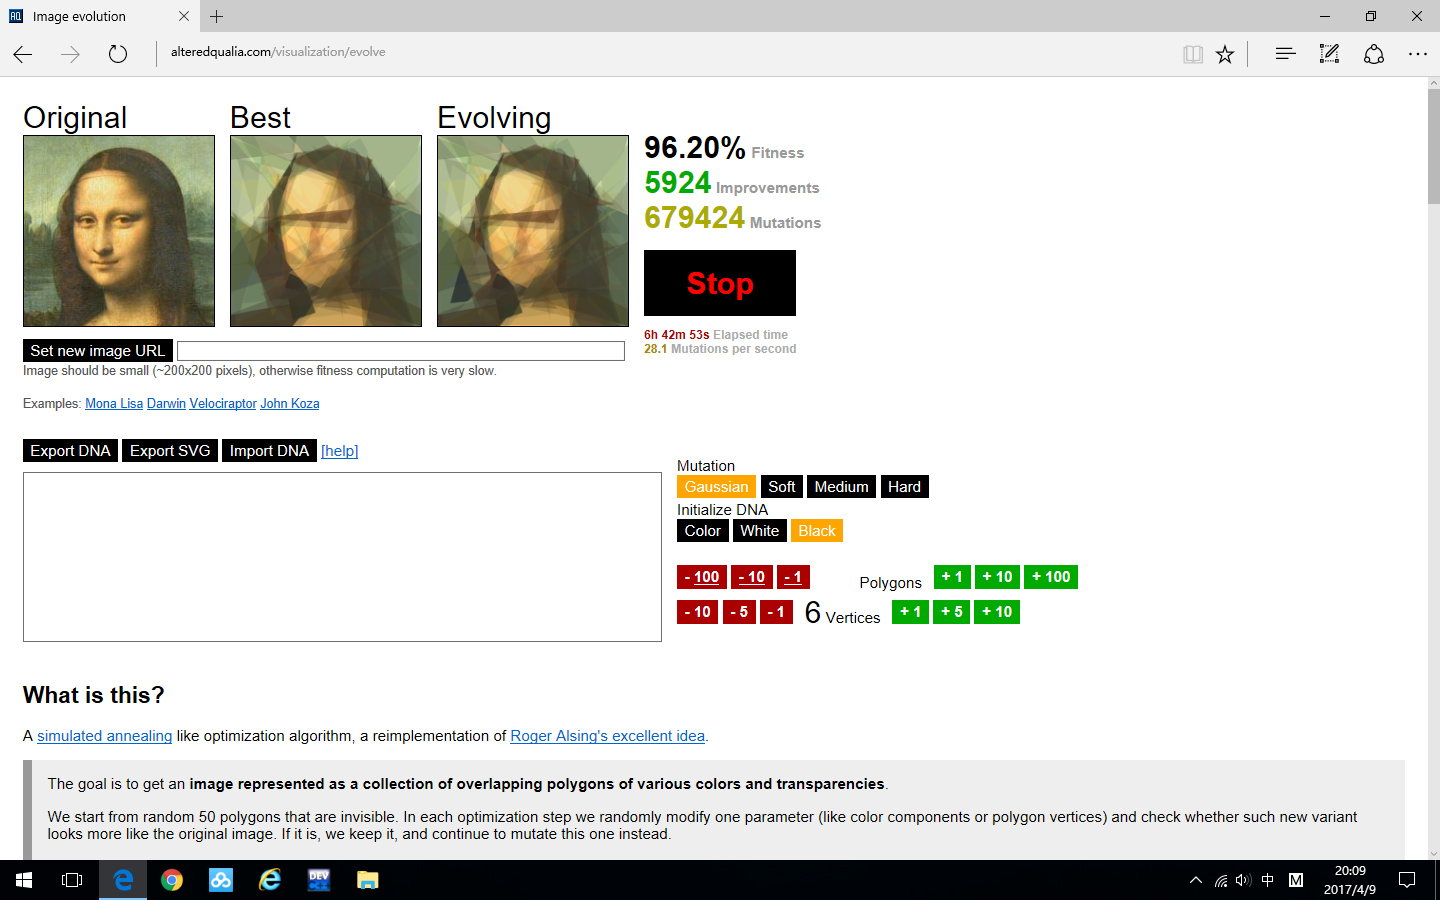 Image evolution
alteredqualia.com/visualization/evolve
Original Best Evolving
96.20% Fitness
5924 Improvements
679424 Mutations
Stop
6h 42m 53s Elapsed time
28.1 Mutations per second
Set new image URL
Image should be small (~200x200 pixels), otherwise fitness computation is very slow.
Examples: Mona Lisa Darwin Velociraptor John Koza
Export DNA Export SVG Import DNA [help]
Mutation
Gaussian Soft Medium Hard
Initialize DNA
Color White Black
- 100 - 10 - 1 Polygons + 1 + 10 + 100
- 10 - 5 - 1 6 Vertices + 1 + 5 + 10
What is this?
A simulated annealing like optimization algorithm, a reimplementation of Roger Alsing's excellent idea.
The goal is to get an image represented as a collection of overlapping polygons of various colors and transparencies.
We start from random 50 polygons that are invisible. In each optimization step we randomly modify one parameter (like color components or polygon vertices) and check whether such new variant
looks more like the original image. If it is, we keep it, and continue to mutate this one instead.
中 M
20:09
2017/4/9